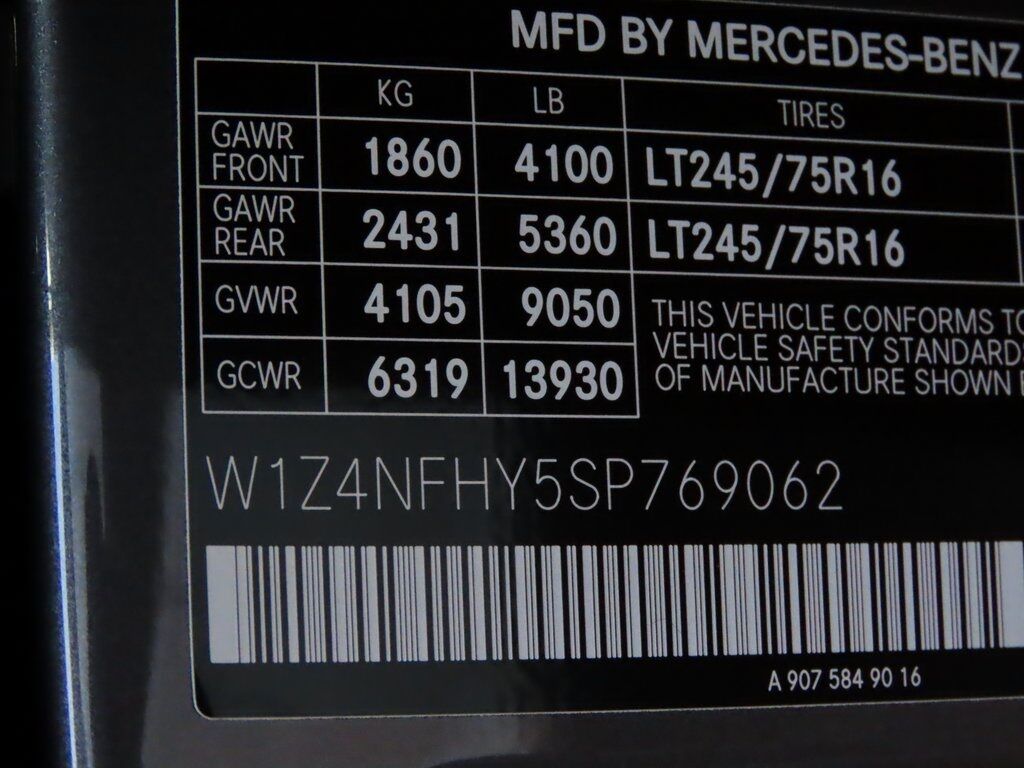 MFD BY MERCEDES-BENZ
KG LB TIRES
GAWR FRONT 1860 4100 LT245/75R16
GAWR REAR 2431 5360 LT245/75R16
GVWR 4105 9050
GCWR 6319 13930
THIS VEHICLE CONFORMS TO
VEHICLE SAFETY STANDARD
OF MANUFACTURE SHOWN
W1Z4NFHY5SP769062
A 907 584 90 16